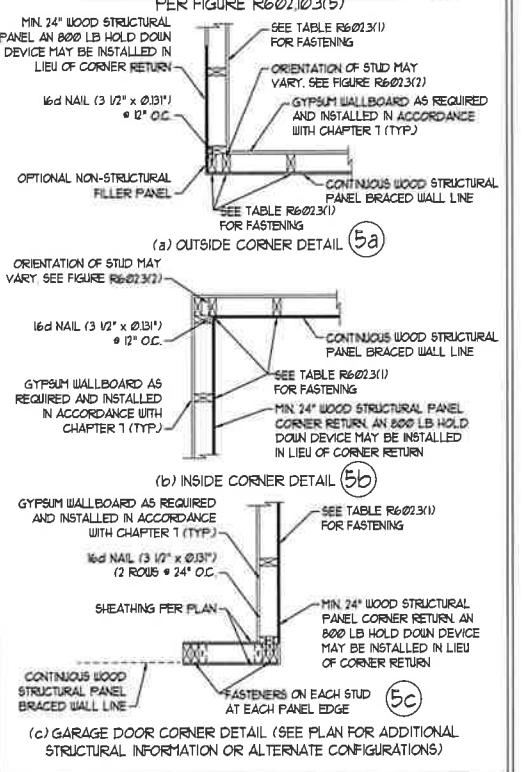 PER FIGURE R602.10.3(5)
MIN. 24" WOOD STRUCTURAL
PANEL AN 800 LB HOLD DOWN
DEVICE MAY BE INSTALLED IN
LIEU OF CORNER RETURN
16d NAIL (3 1/2" x 0.131")
@ 12" O.C.
OPTIONAL NON-STRUCTURAL
FILLER PANEL
SEE TABLE R602.3(1)
FOR FASTENING
ORIENTATION OF STUD MAY
VARY. SEE FIGURE R602.3(2)
GYPSUM WALLBOARD AS REQUIRED
AND INSTALLED IN ACCORDANCE
WITH CHAPTER 7 (TYP.)
CONTINUOUS WOOD STRUCTURAL
PANEL BRACED WALL LINE
SEE TABLE R602.3(1)
FOR FASTENING
(a) OUTSIDE CORNER DETAIL 5a
ORIENTATION OF STUD MAY
VARY. SEE FIGURE R602.3(2)
16d NAIL (3 1/2" x 0.131")
@ 12" O.C.
GYPSUM WALLBOARD AS
REQUIRED AND INSTALLED
IN ACCORDANCE WITH
CHAPTER 7 (TYP.)
CONTINUOUS WOOD STRUCTURAL
PANEL BRACED WALL LINE
SEE TABLE R602.3(1)
FOR FASTENING
MIN. 24" WOOD STRUCTURAL PANEL
CORNER RETURN. AN 800 LB HOLD
DOWN DEVICE MAY BE INSTALLED
IN LIEU OF CORNER RETURN
(b) INSIDE CORNER DETAIL 5b
GYPSUM WALLBOARD AS REQUIRED
AND INSTALLED IN ACCORDANCE
WITH CHAPTER 7 (TYP.)
16d NAIL (3 1/2" x 0.131")
(2 ROWS @ 24" O.C.
SHEATHING PER PLAN
CONTINUOUS WOOD
STRUCTURAL PANEL
BRACED WALL LINE
SEE TABLE R602.3(1)
FOR FASTENING
MIN. 24" WOOD STRUCTURAL
PANEL CORNER RETURN. AN
800 LB HOLD DOWN DEVICE
MAY BE INSTALLED IN LIEU
OF CORNER RETURN
FASTENERS ON EACH STUD
AT EACH PANEL EDGE
5c
(c) GARAGE DOOR CORNER DETAIL (SEE PLAN FOR ADDITIONAL
STRUCTURAL INFORMATION OR ALTERNATE CONFIGURATIONS)